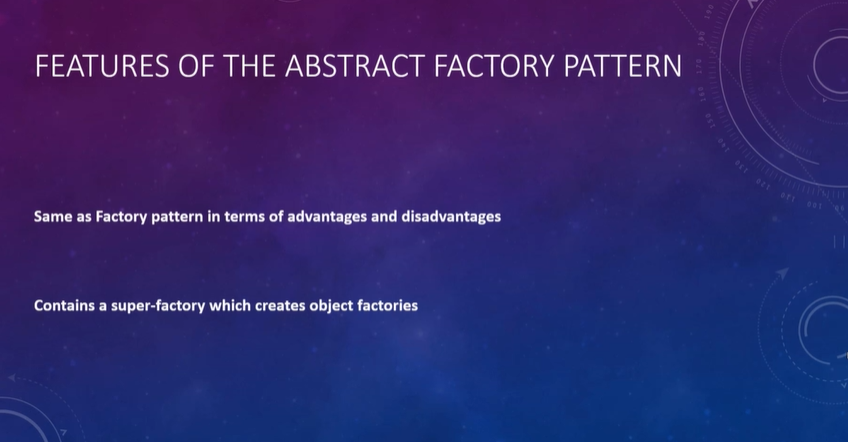 FEATURES OF THE ABSTRACT FACTORY PATTERN
Same as Factory pattern in terms of advantages and disadvantages
Contains a super-factory which creates object factories